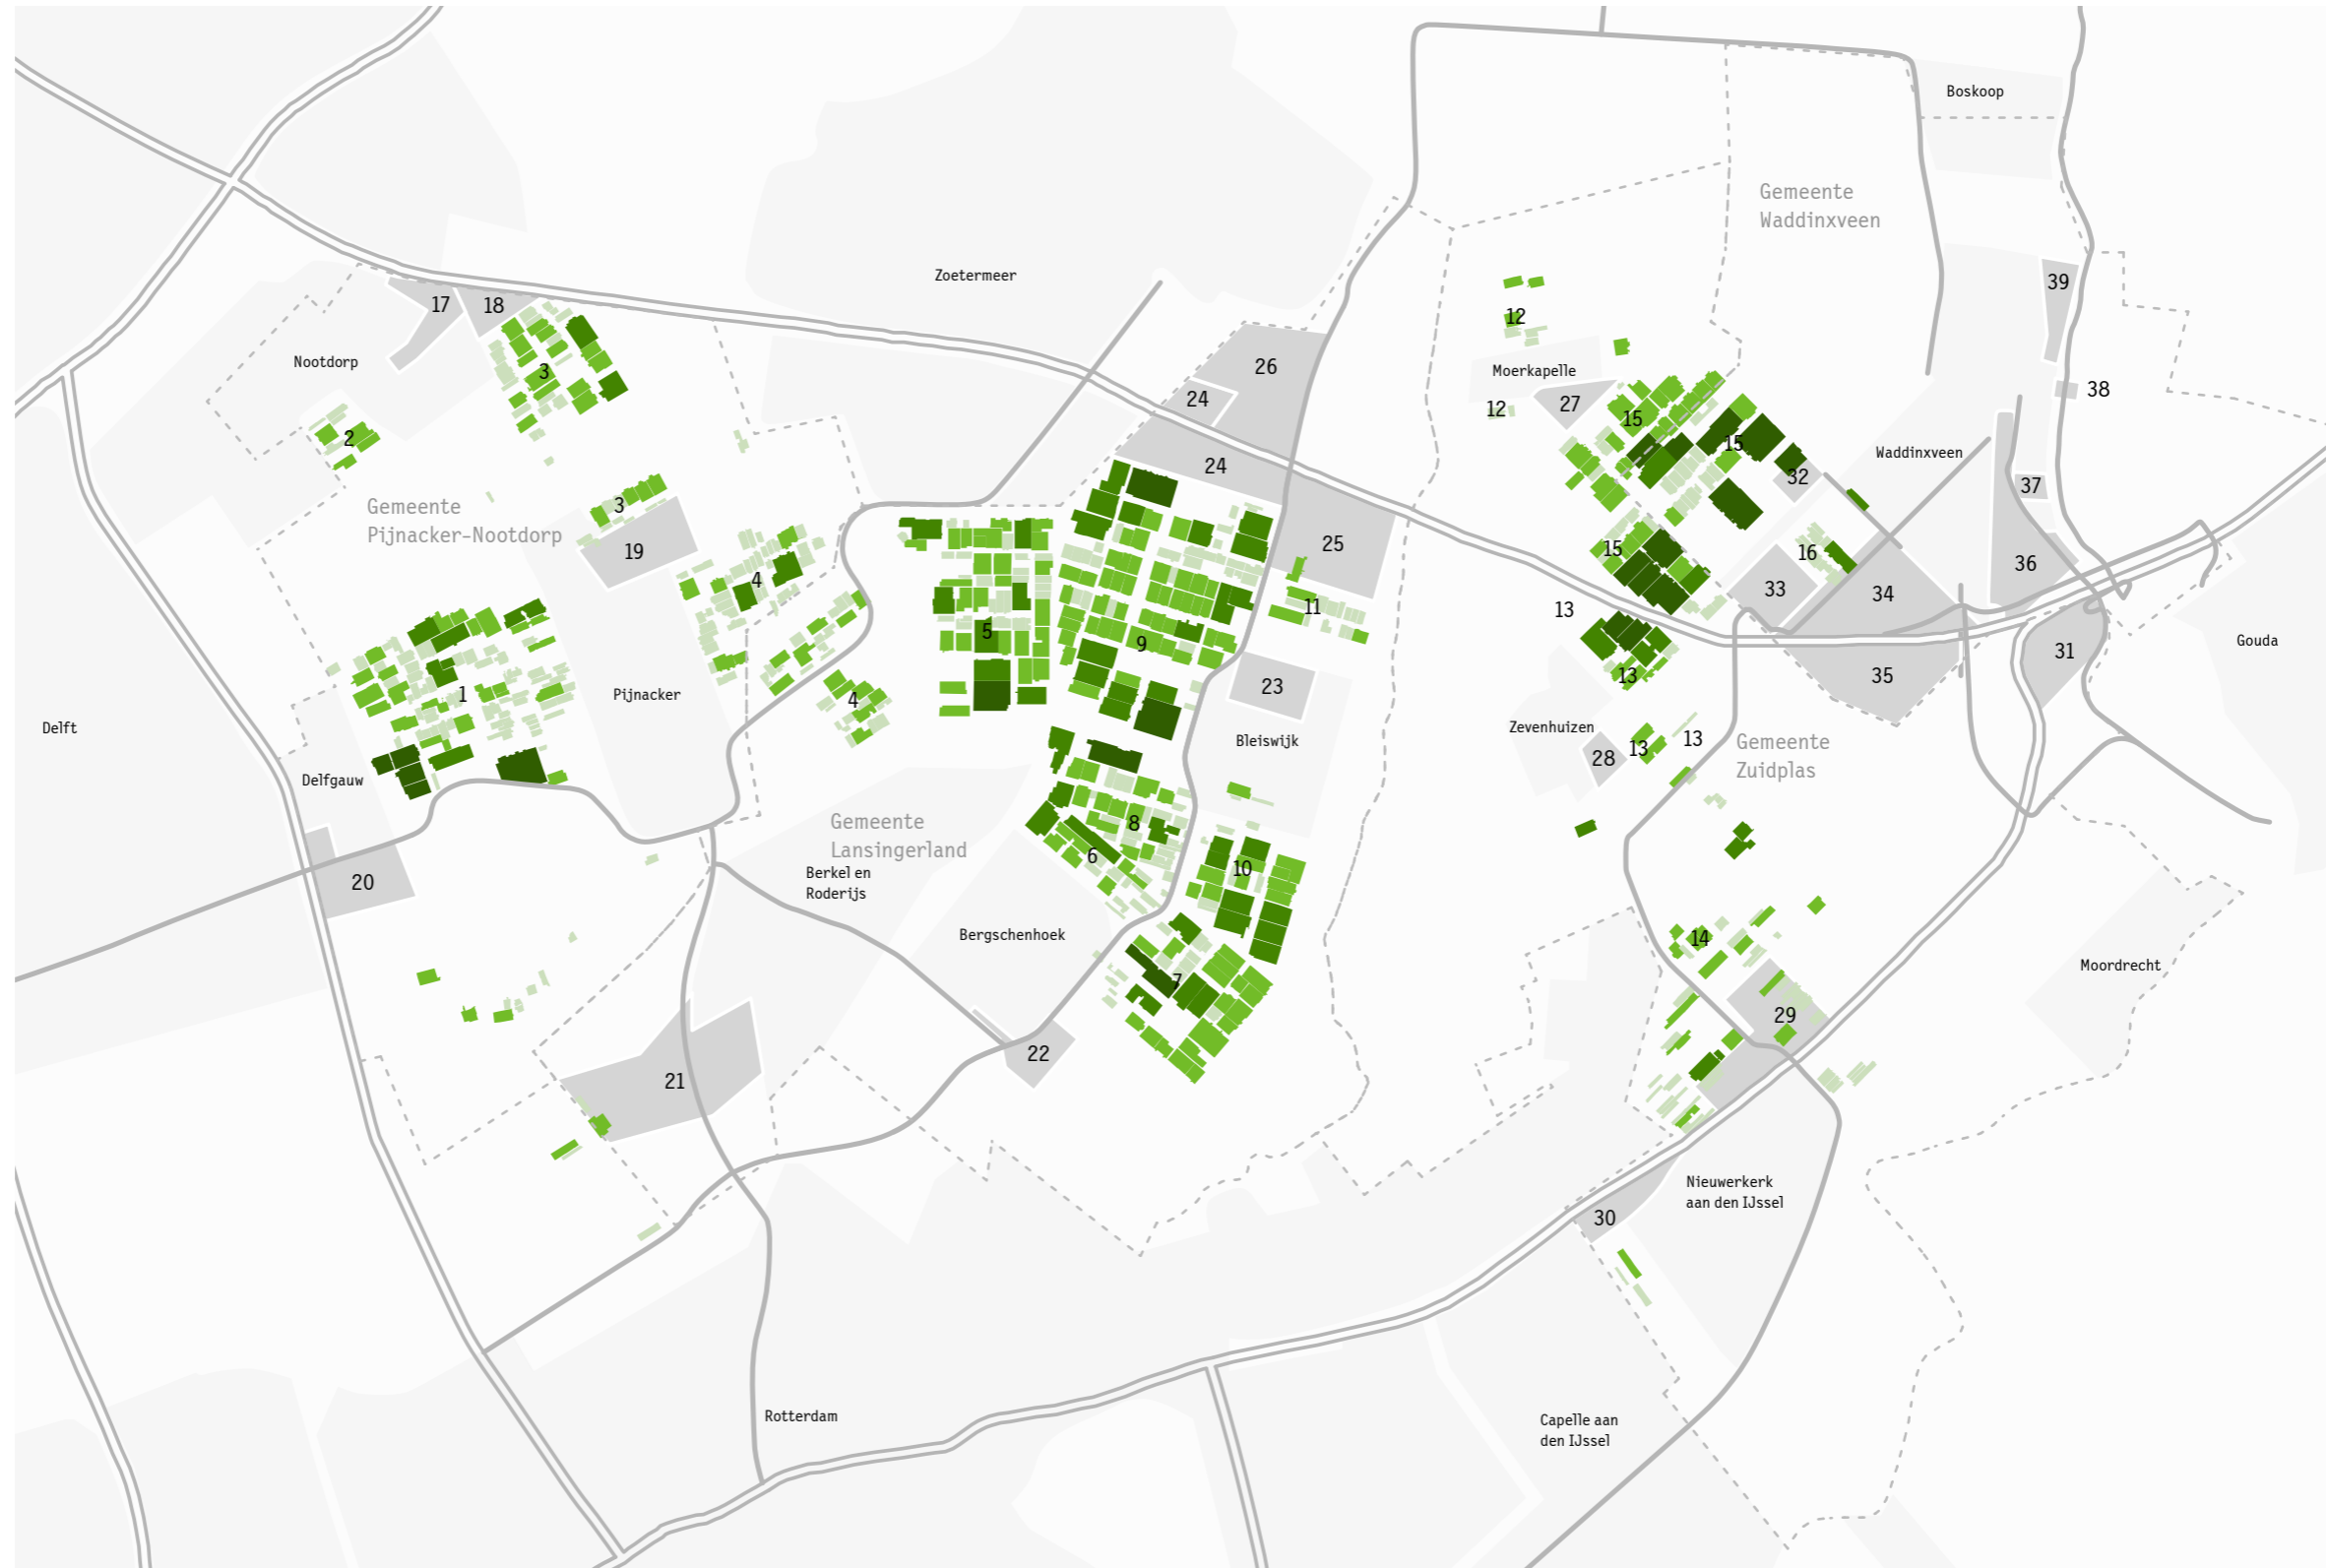 Boskoop
Gemeente
Waddinxveen
Zoetermeer
39
17
18
12
26
Nootdorp
3
Moerkapelle
38
24
27
12
15
2
15
Waddinxveen
24
32
37
3
Gemeente
Pijnacker-Nootdorp
25
19
15
16
36
4
33
34
11
13
5
9
Gouda
31
13
35
23
1
Pijnacker
4
Delft
Zevenhuizen
Bleiswijk
13
13
28
Gemeente
Zuidplas
Delfgauw
Gemeente
Lansingerland
8
6
10
Berkel en
Roderijs
20
Bergschenhoek
14
Moordrecht
7
29
22
21
Nieuwerkerk
aan den IJssel
30
Rotterdam
Capelle aan
den IJssel